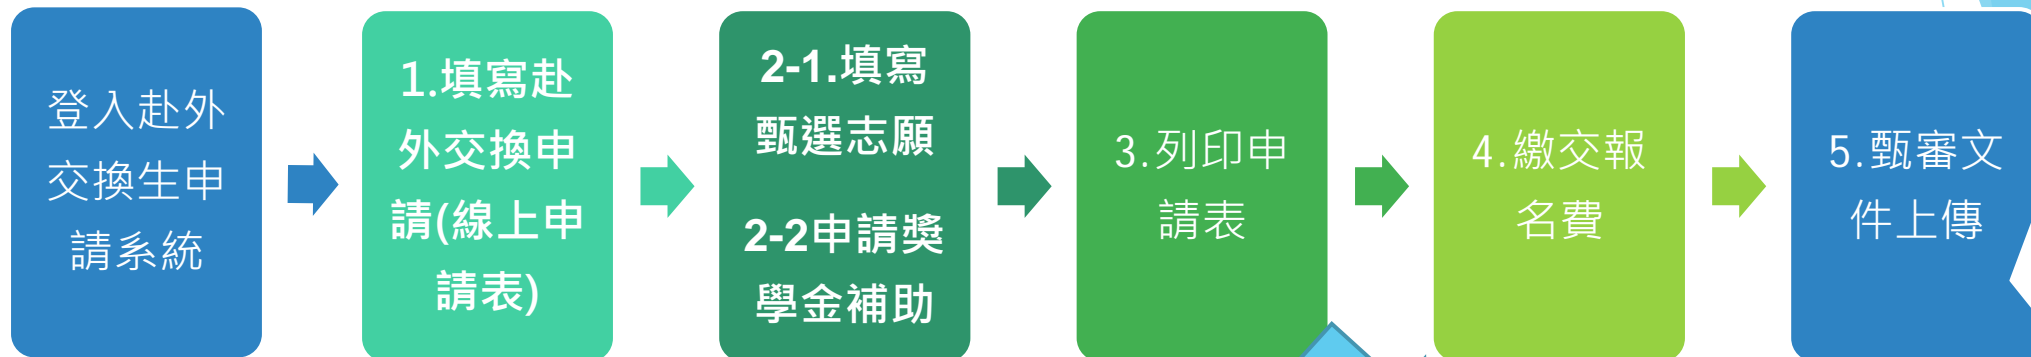 登入赴外
交換生申
請系統
1.填寫赴
外交換申
請(線上申
請表)
2-1.填寫
甄選志願
2-2申請獎
學金補助
3.列印申
請表
4.繳交報
名費
5.甄審文
件上傳